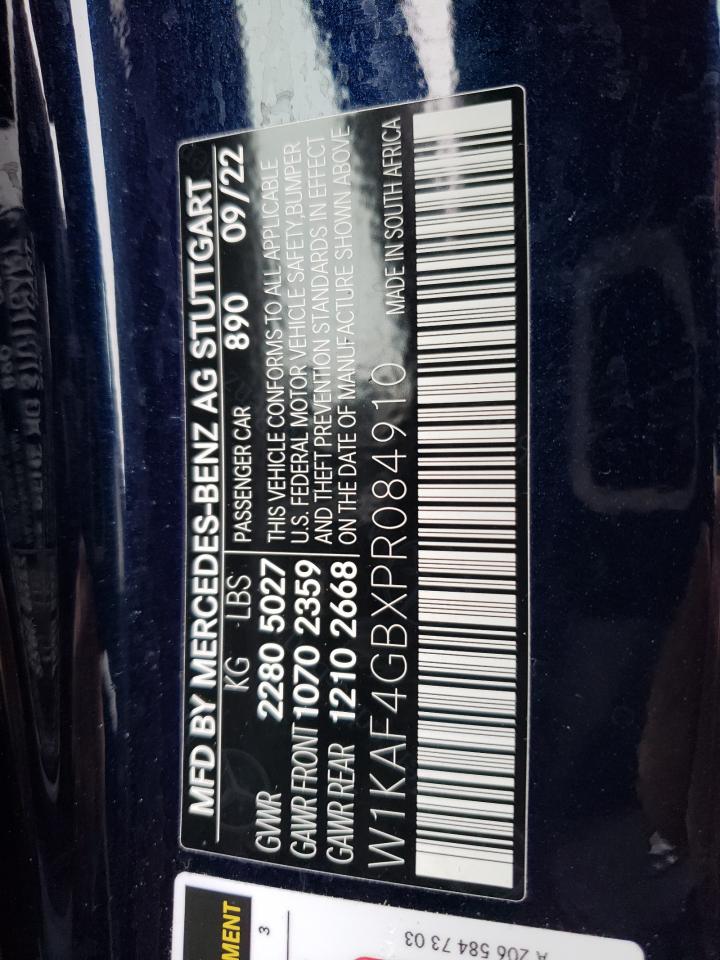 MFD BY MERCEDES-BENZ AG STUTTGART
KG LBS PASSENGER CAR 890 09/22
GVWR 2280 5027
GAWR FRONT 1070 2359
GAWR REAR 1210 2668
THIS VEHICLE CONFORMS TO ALL APPLICABLE
U.S. FEDERAL MOTOR VEHICLE SAFETY,BUMPER
AND THEFT PREVENTION STANDARDS IN EFFECT
ON THE DATE OF MANUFACTURE SHOWN ABOVE
W1KAF4GBXPR084910 MADE IN SOUTH AFRICA
MENT
3
A 206 584 73 03